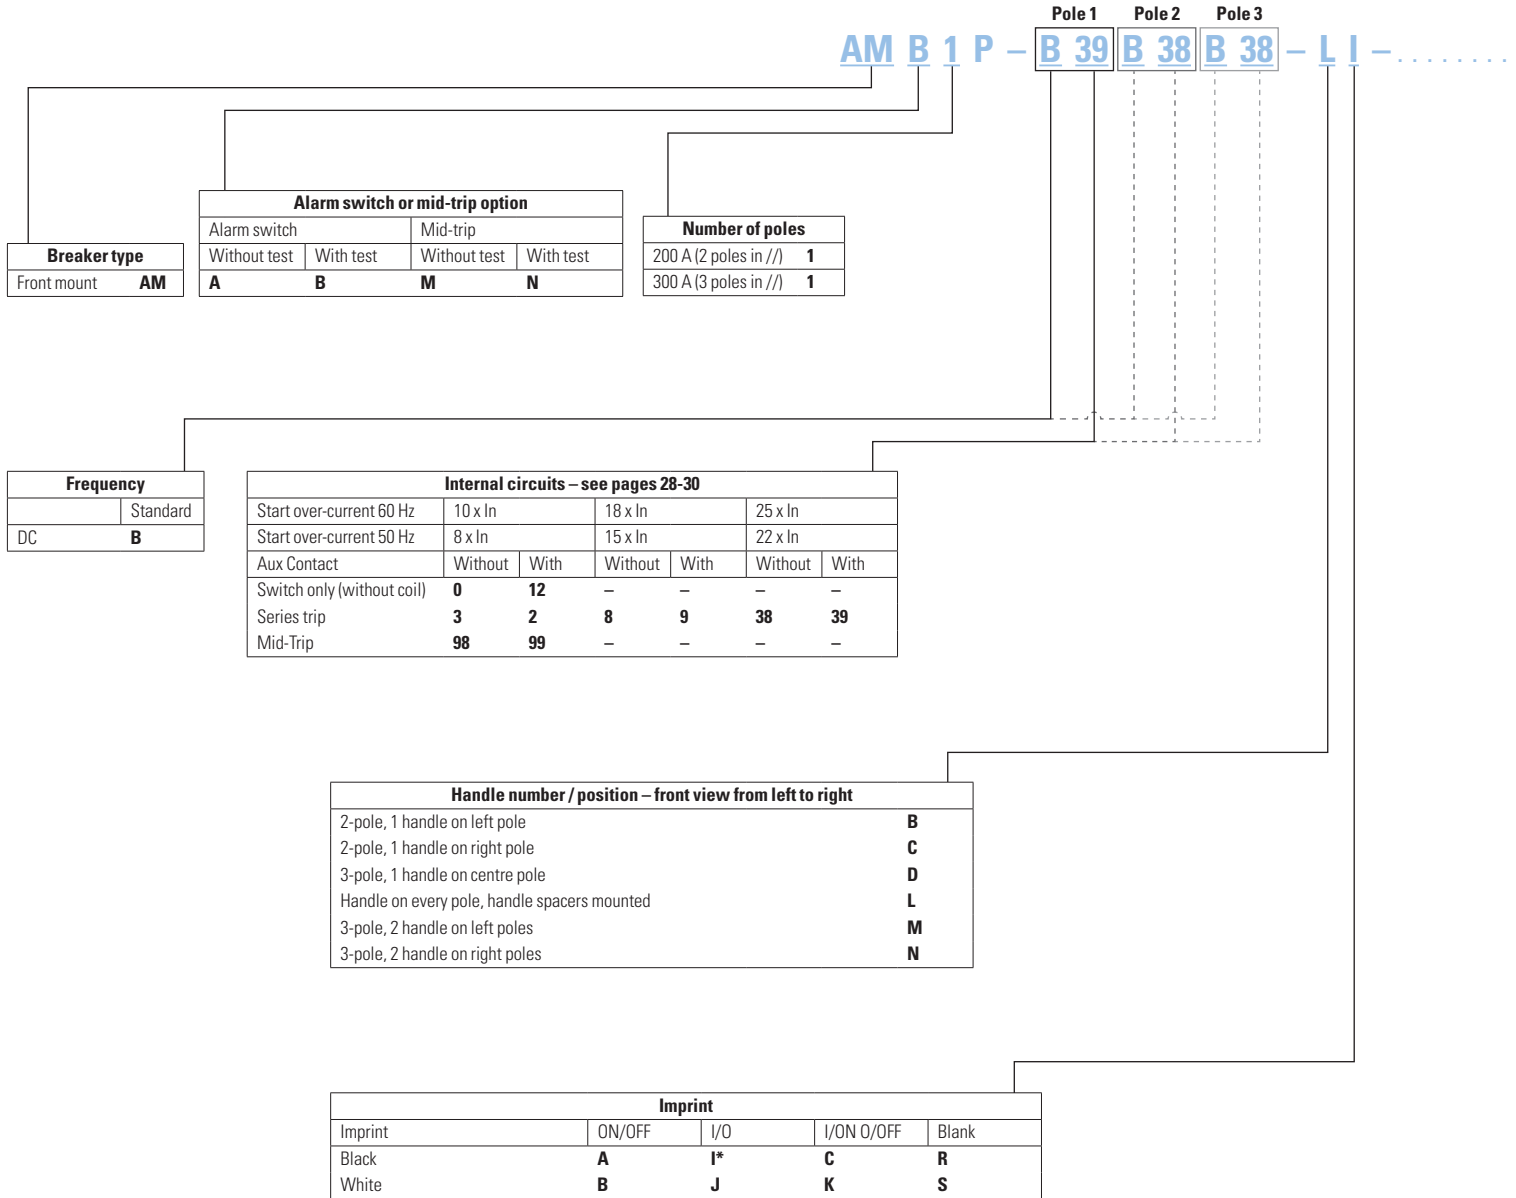 Pole 1 Pole 2 Pole 3
AM B 1 P – B 39 B 38 B 38 – L I – . . . . . . . .
Alarm switch or mid-trip option
Alarm switch Mid-trip
Without test With test Without test With test
A B M N
Number of poles
200 A (2 poles in //) 1
300 A (3 poles in //) 1
Breaker type
Front mount AM
Frequency
Standard
DC B
Internal circuits – see pages 28-30
Start over-current 60 Hz 10 x In 18 x In 25 x In
Start over-current 50 Hz 8 x In 15 x In 22 x In
Aux Contact Without With Without With Without With
Switch only (without coil) 0 12 – – – –
Series trip 3 2 8 9 38 39
Mid-Trip 98 99 – – – –
Handle number / position – front view from left to right
2-pole, 1 handle on left pole B
2-pole, 1 handle on right pole C
3-pole, 1 handle on centre pole D
Handle on every pole, handle spacers mounted L
3-pole, 2 handle on left poles M
3-pole, 2 handle on right poles N
Imprint
Imprint ON/OFF I/O I/ON O/OFF Blank
Black A I* C R
White B J K S